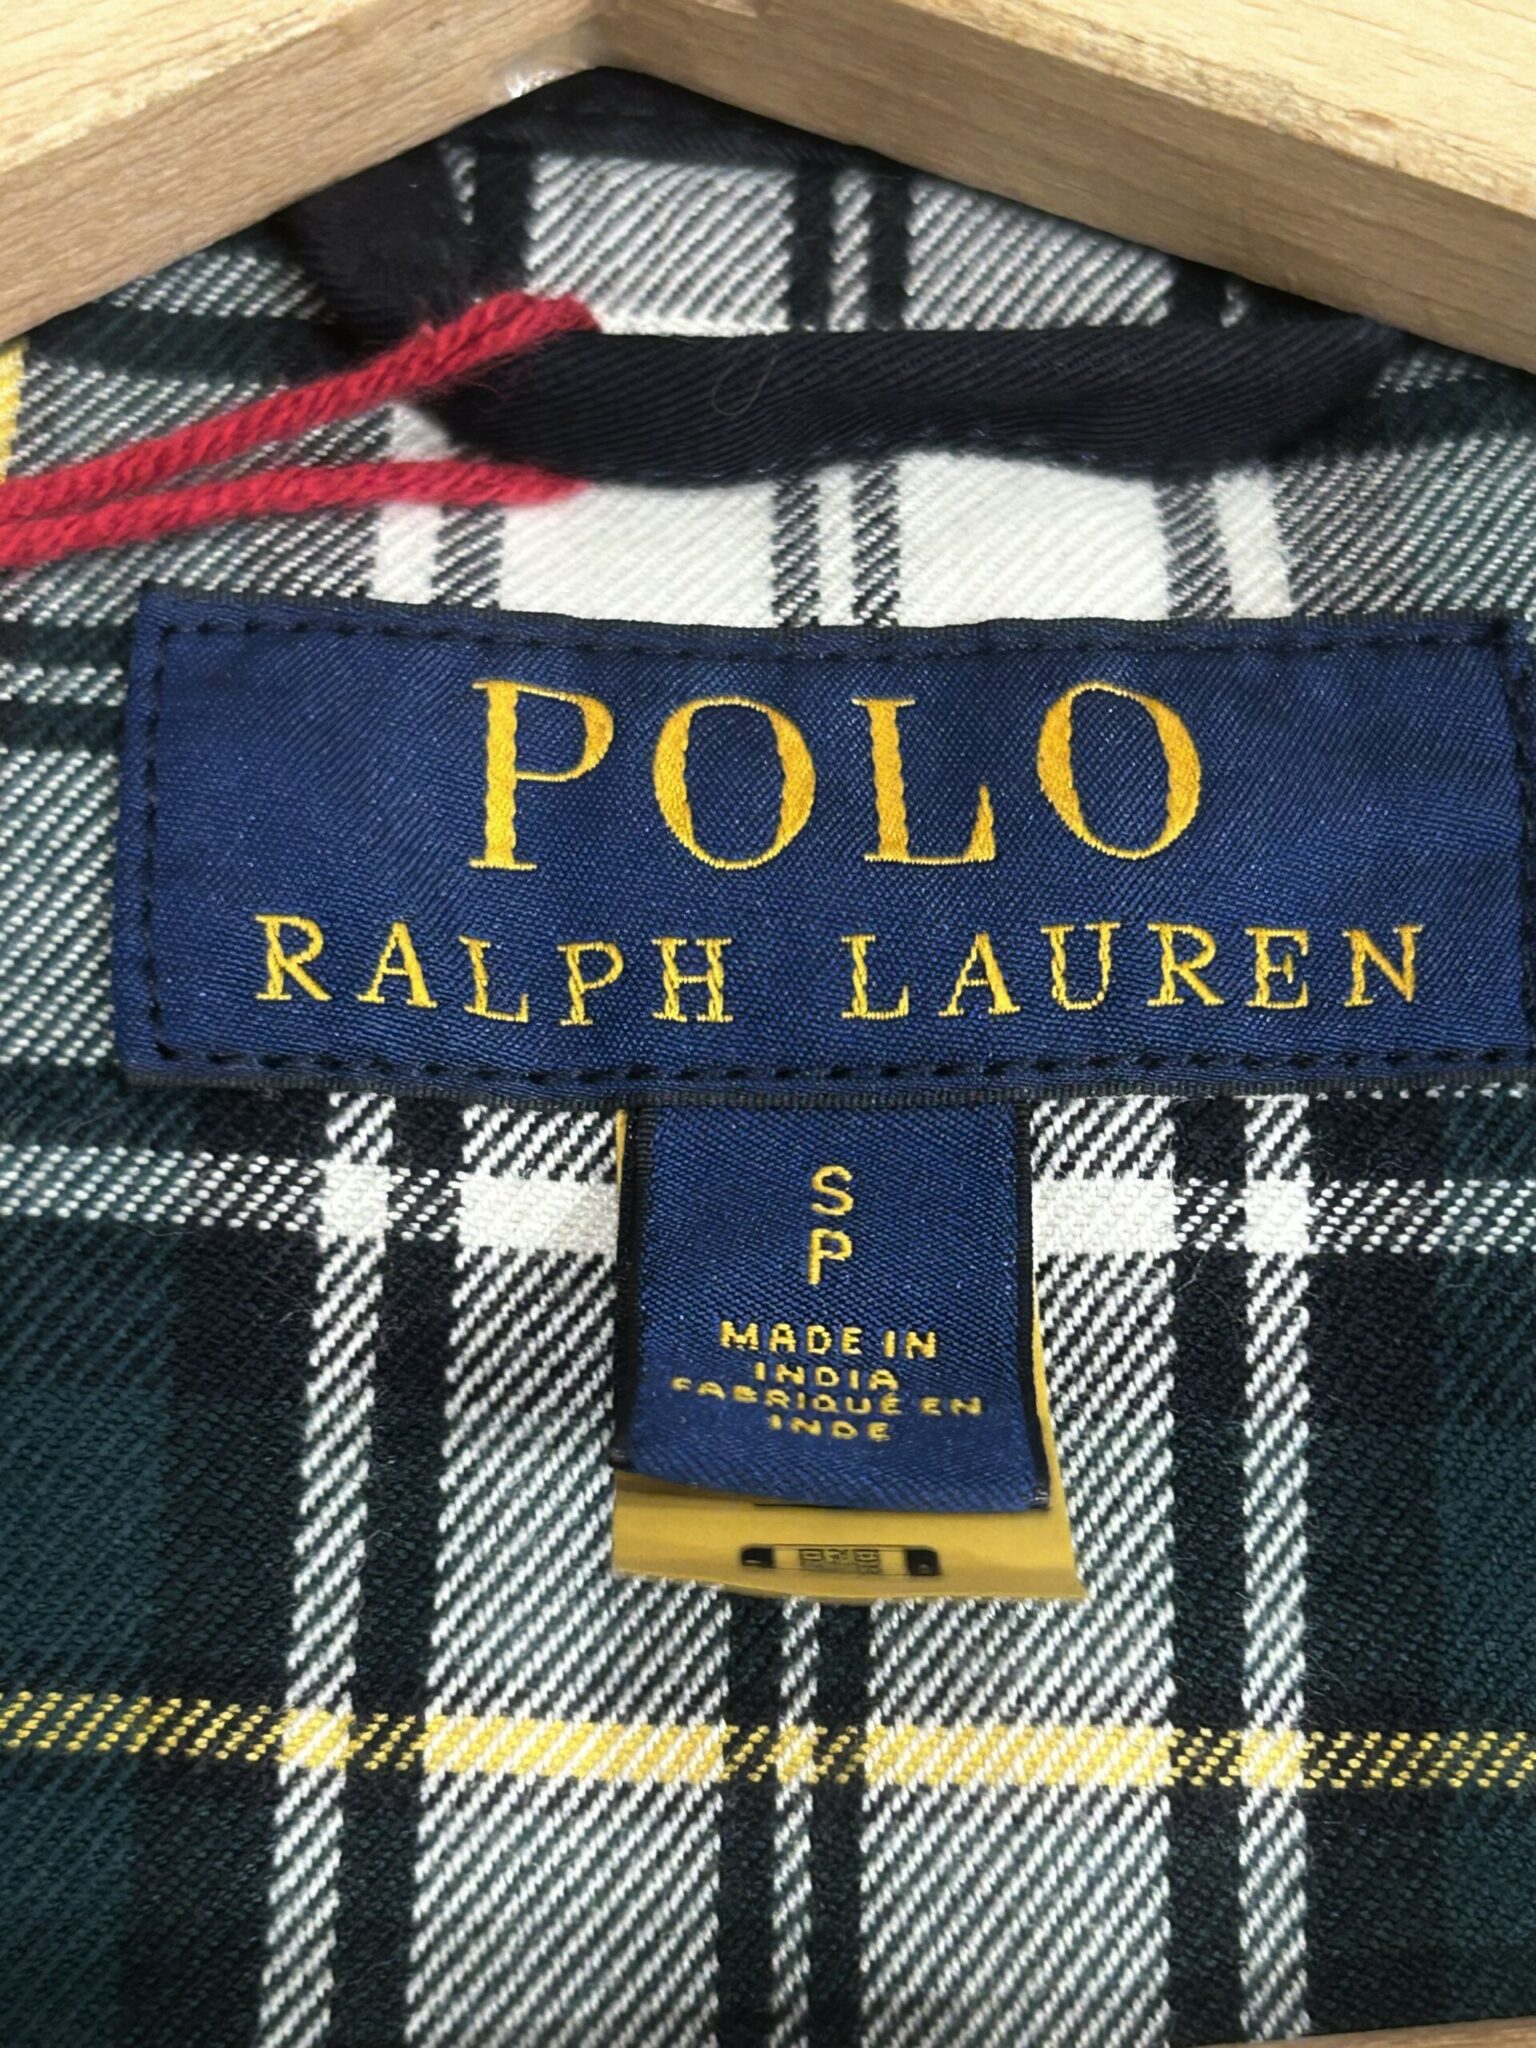 POLO
RALPH LAUREN
S
P
MADE IN
INDIA
FABRIQUÉ EN
INDE